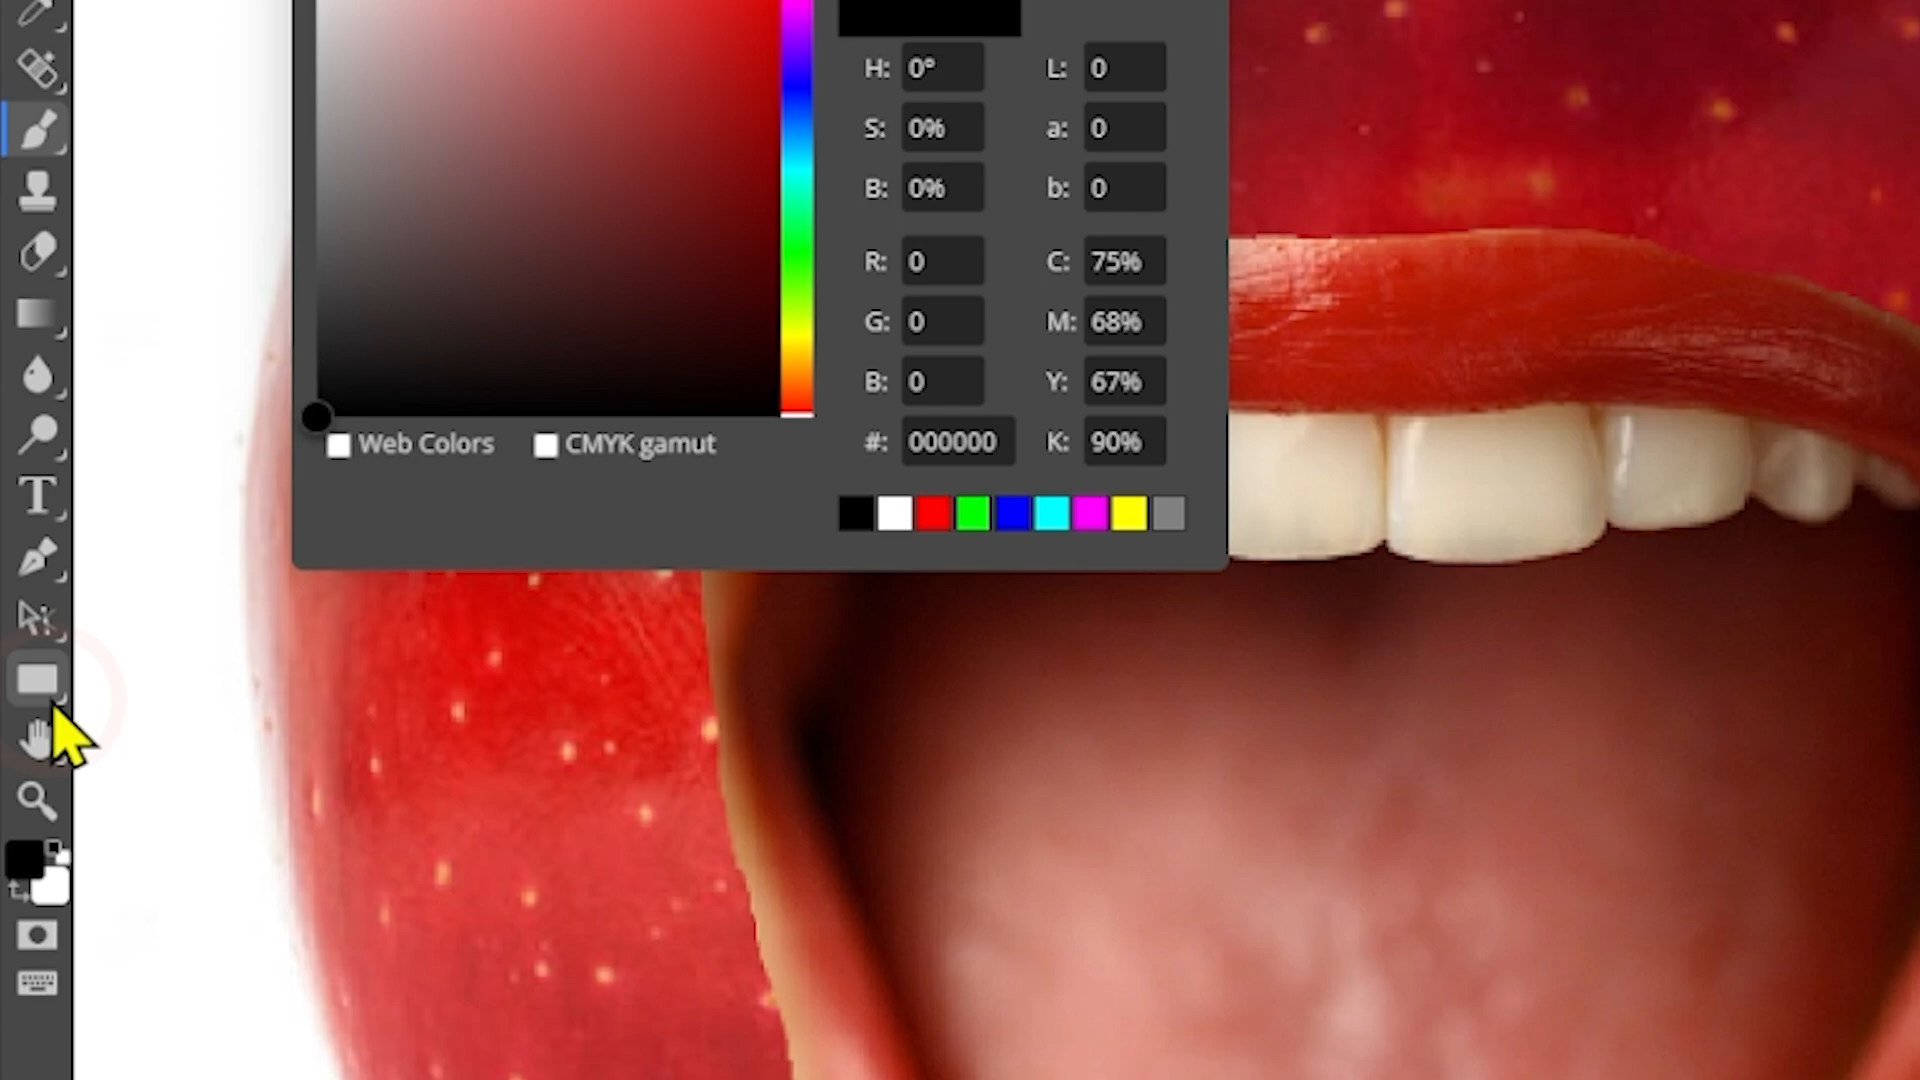 H: 0° L: 0
S: 0% a: 0
B: 0% b: 0
R: 0 C: 75%
G: 0 M: 68%
B: 0 Y: 67%
#: 000000 K: 90%
Web Colors CMYK gamut
T